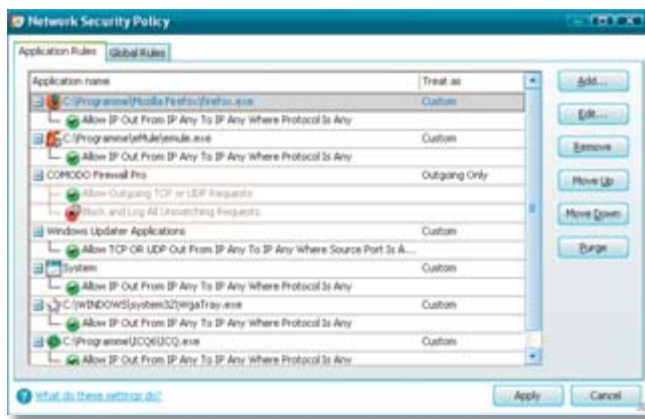 Network Security Policy
Application Rules Global Rules
Application name Treat as
C:\Programme\Mozilla Firefox\firefox.exe Custom
Allow IP Out From IP Any To IP Any Where Protocol Is Any
C:\Programme\eMule\emule.exe Custom
Allow IP Out From IP Any To IP Any Where Protocol Is Any
COMODO Firewall Pro Outgoing Only
Allow Outgoing TCP or UDP Requests
Block and Log All Unmatching Requests
Windows Updater Applications Custom
Allow TCP OR UDP Out From IP Any To IP Any Where Source Port Is A...
System Custom
Allow IP Out From IP Any To IP Any Where Protocol Is Any
C:\WINDOWS\system32\WgaTray.exe Custom
Allow IP Out From IP Any To IP Any Where Protocol Is Any
C:\Programme\ICQ6\ICQ.exe Custom
Allow IP Out From IP Any To IP Any Where Protocol Is Any
Add...
Edit...
Remove
Move Up
Move Down
Purge
What do these settings do?
Apply Cancel